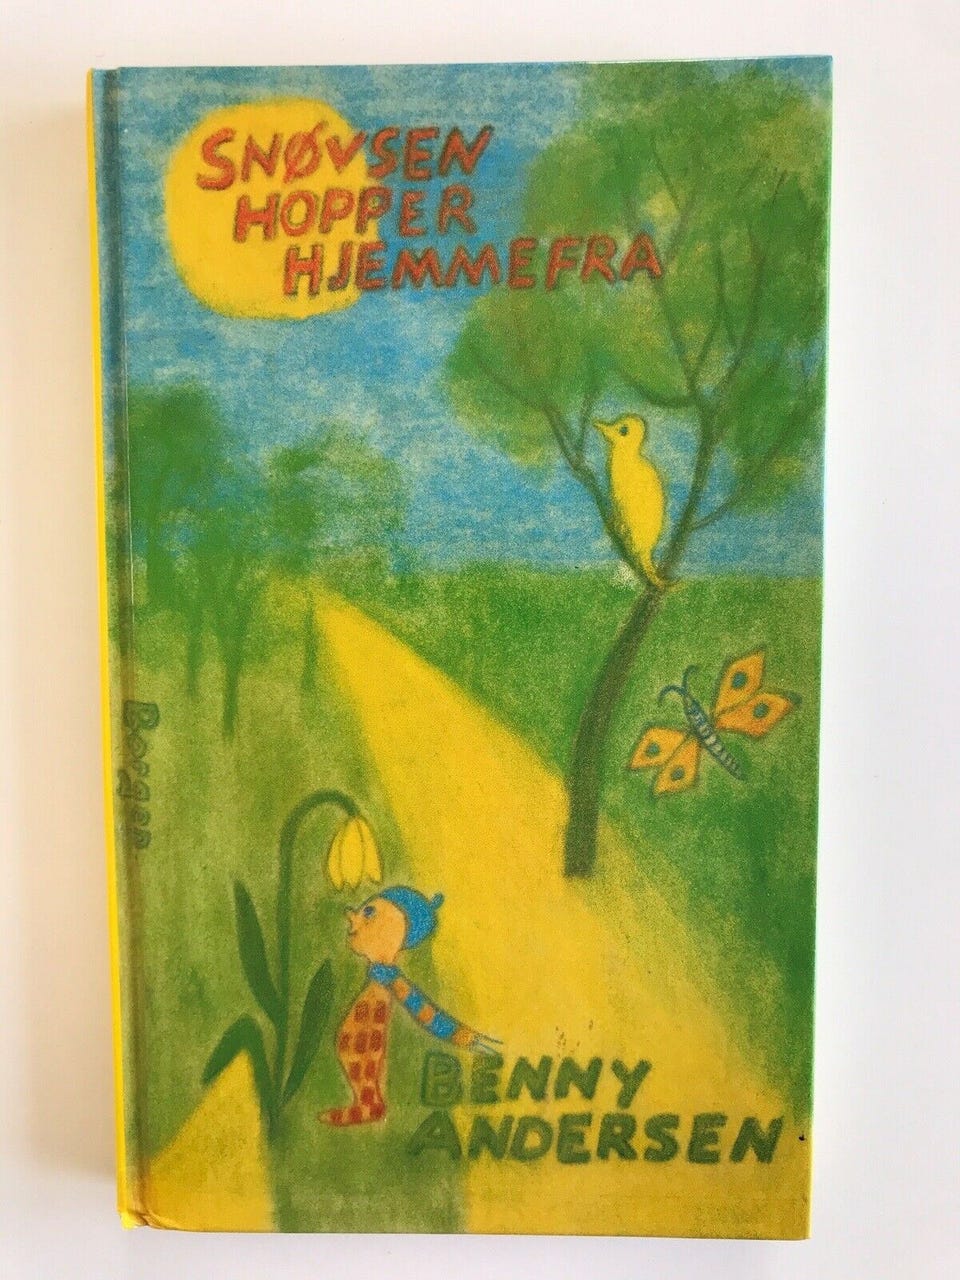 SNØVSEN
HOPPER
HJEMMEFRA
Borgen
BENNY
ANDERSEN